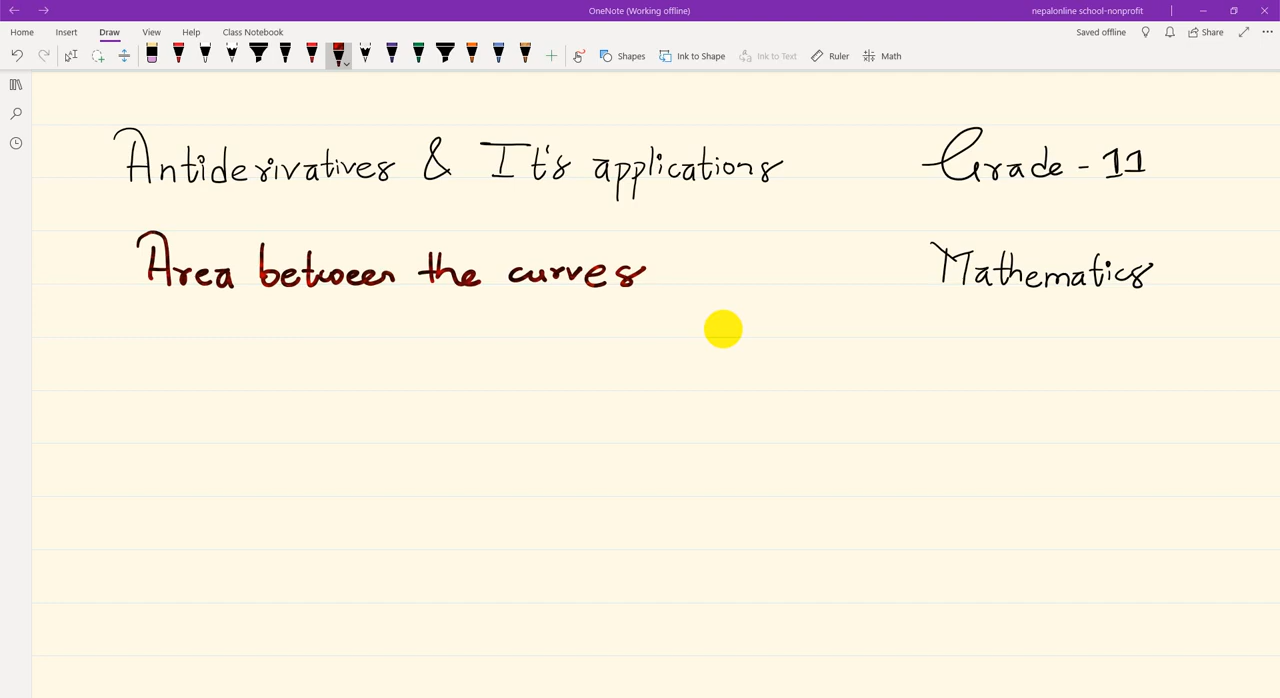 OneNote (Working offline)
nepalonline school-nonprofit
Home Insert Draw View Help Class Notebook
Saved offline Share
Shapes Ink to Shape Ink to Text Ruler Math
Antiderivatives & It's applications
Grade - 11
Area between the curves
Mathematics